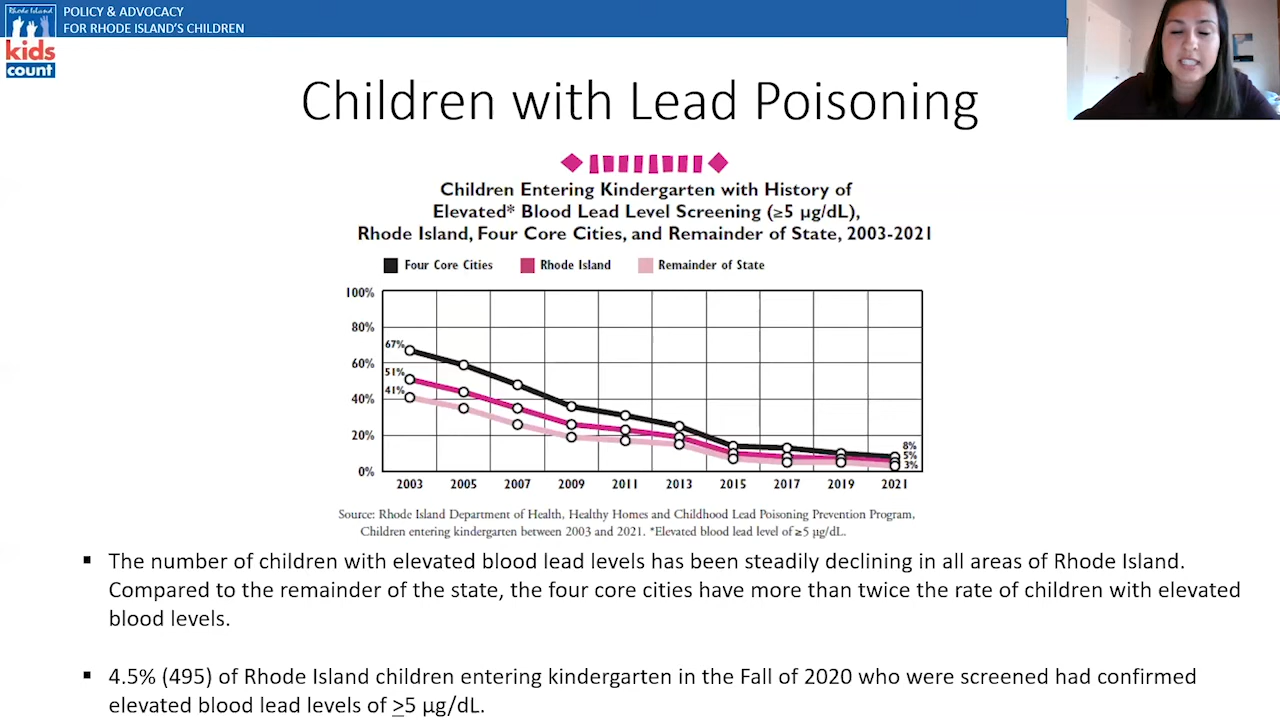 Rhode Island
kids
count
POLICY & ADVOCACY
FOR RHODE ISLAND'S CHILDREN
Children with Lead Poisoning
Children Entering Kindergarten with History of
Elevated* Blood Lead Level Screening (≥5 µg/dL),
Rhode Island, Four Core Cities, and Remainder of State, 2003-2021
Four Core Cities Rhode Island Remainder of State
100%
80%
67%
60%
51%
41%
40%
20%
8%
5%
3%
0%
2003 2005 2007 2009 2011 2013 2015 2017 2019 2021
Source: Rhode Island Department of Health, Healthy Homes and Childhood Lead Poisoning Prevention Program,
Children entering kindergarten between 2003 and 2021. *Elevated blood lead level of ≥5 µg/dL.
▪ The number of children with elevated blood lead levels has been steadily declining in all areas of Rhode Island.
Compared to the remainder of the state, the four core cities have more than twice the rate of children with elevated
blood levels.
▪ 4.5% (495) of Rhode Island children entering kindergarten in the Fall of 2020 who were screened had confirmed
elevated blood lead levels of >5 µg/dL.